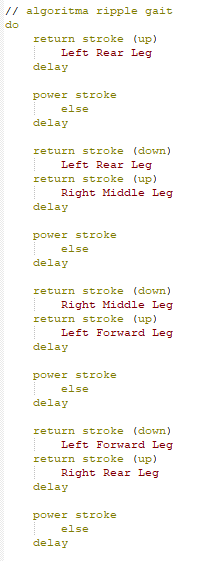 // algoritma ripple gait
do
return stroke (up)
Left Rear Leg
delay
power stroke
else
delay
return stroke (down)
Left Rear Leg
return stroke (up)
Right Middle Leg
delay
power stroke
else
delay
return stroke (down)
Right Middle Leg
return stroke (up)
Left Forward Leg
delay
power stroke
else
delay
return stroke (down)
Left Forward Leg
return stroke (up)
Right Rear Leg
delay
power stroke
else
delay